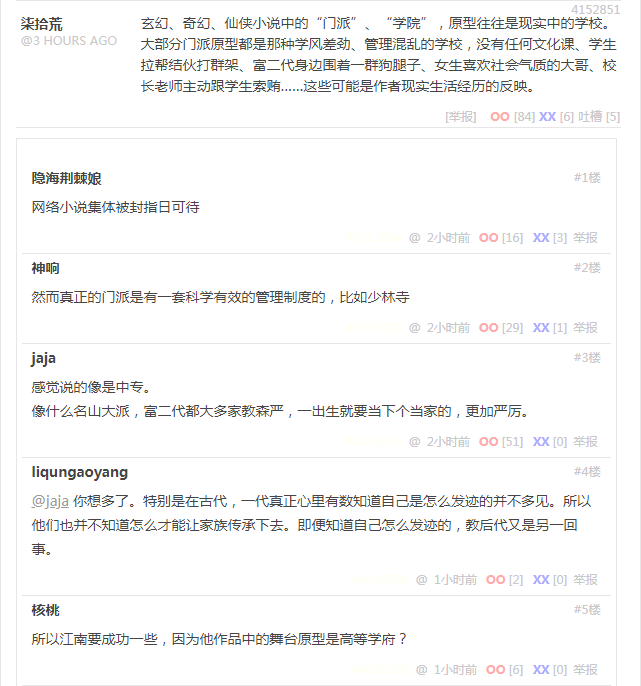 4152851
柒拾荒
@3 HOURS AGO
玄幻、奇幻、仙侠小说中的“门派”、“学院”，原型往往是现实中的学校。
大部分门派原型都是那种学风差劲、管理混乱的学校，没有任何文化课、学生
拉帮结伙打群架、富二代身边围着一群狗腿子、女生喜欢社会气质的大哥、校
长老师主动跟学生索贿……这些可能是作者现实生活经历的反映。
[举报] OO [84] XX [6] 吐槽 [5]
隐海荆棘娘 #1楼
网络小说集体被封指日可待
@ 2小时前 OO [16] XX [3] 举报
神响 #2楼
然而真正的门派是有一套科学有效的管理制度的，比如少林寺
@ 2小时前 OO [29] XX [1] 举报
jaja #3楼
感觉说的像是中专。
像什么名山大派，富二代都大多家教森严，一出生就要当下个当家的，更加严厉。
@ 2小时前 OO [51] XX [0] 举报
liqungaoyang #4楼
@jaja 你想多了。特别是在古代，一代真正心里有数知道自己是怎么发迹的并不多见。所以
他们也并不知道怎么才能让家族传承下去。即便知道自己怎么发迹的，教后代又是另一回
事。
@ 1小时前 OO [2] XX [0] 举报
核桃 #5楼
所以江南要成功一些，因为他作品中的舞台原型是高等学府？
@ 1小时前 OO [6] XX [0] 举报